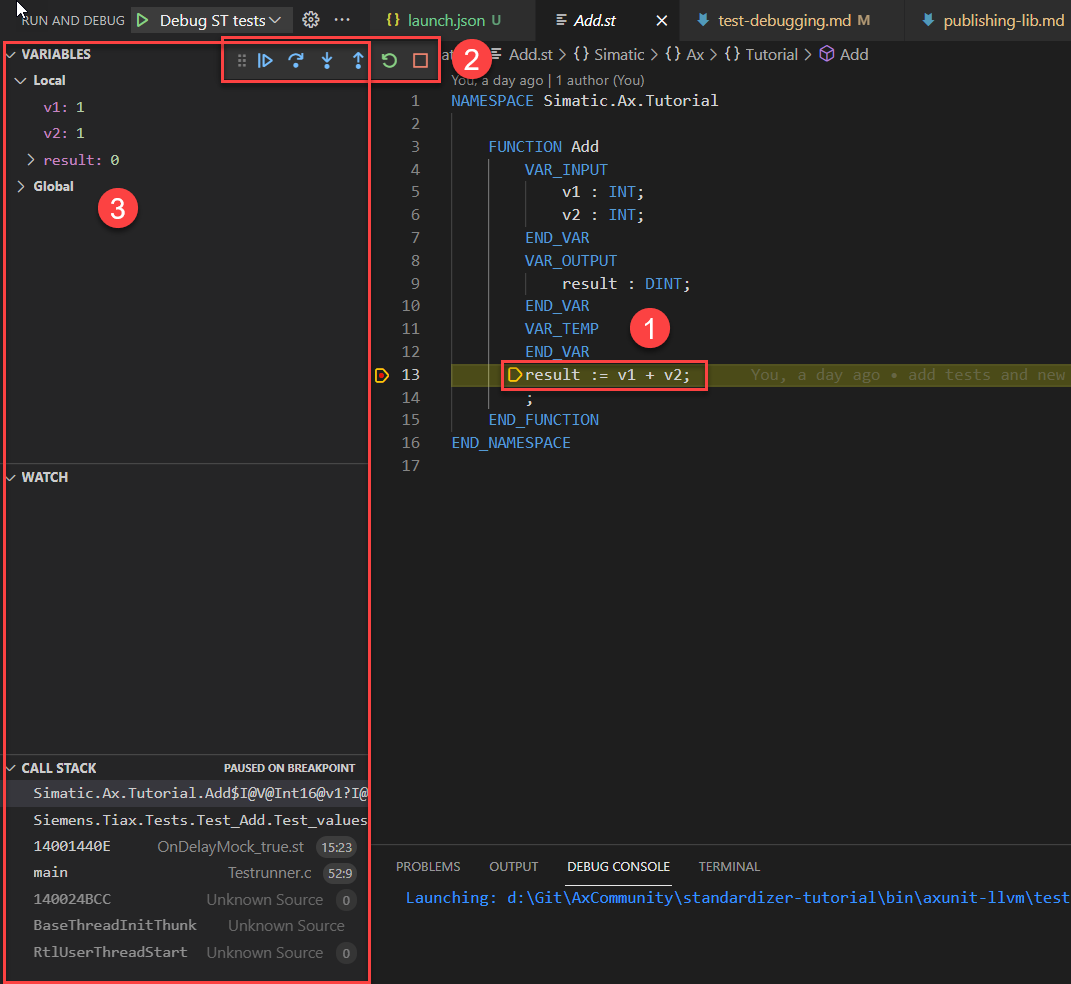 RUN AND DEBUG Debug ST tests ···
VARIABLES
Local
v1: 1
v2: 1
result: 0
Global
3
WATCH
CALL STACK PAUSED ON BREAKPOINT
Simatic.Ax.Tutorial.Add$I@V@Int16@v1?I@
Siemens.Tiax.Tests.Test_Add.Test_values
14001440E OnDelayMock_true.st 15:23
main Testrunner.c 52:9
140024BCC Unknown Source 0
BaseThreadInitThunk Unknown Source
RtlUserThreadStart Unknown Source 0
{} launch.json U Add.st × test-debugging.md M publishing-lib.md
2
Add.st > {} Simatic > {} Ax > {} Tutorial > Add
You, a day ago | 1 author (You)
1 NAMESPACE Simatic.Ax.Tutorial
2
3 FUNCTION Add
4 VAR_INPUT
5 v1 : INT;
6 v2 : INT;
7 END_VAR
8 VAR_OUTPUT
9 result : DINT;
10 END_VAR
11 VAR_TEMP
1
12 END_VAR
13 result := v1 + v2; You, a day ago • add tests and new
14 ;
15 END_FUNCTION
16 END_NAMESPACE
17
PROBLEMS OUTPUT DEBUG CONSOLE TERMINAL
Launching: d:\Git\AxCommunity\standardizer-tutorial\bin\axunit-llvm\test